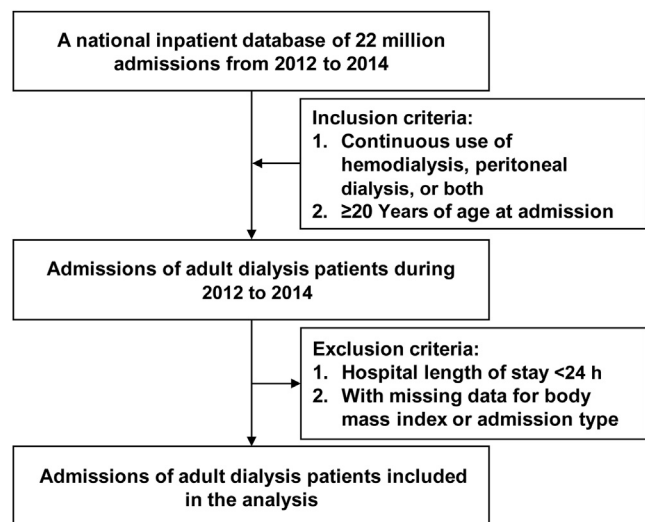 A national inpatient database of 22 million
admissions from 2012 to 2014
Inclusion criteria:
1. Continuous use of
hemodialysis, peritoneal
dialysis, or both
2. ≥20 Years of age at admission
Admissions of adult dialysis patients during
2012 to 2014
Exclusion criteria:
1. Hospital length of stay <24 h
2. With missing data for body
mass index or admission type
Admissions of adult dialysis patients included
in the analysis